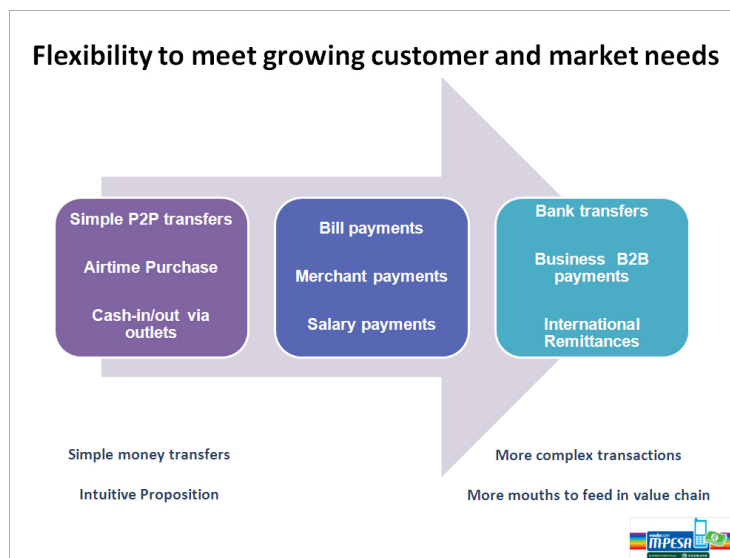 Flexibility to meet growing customer and market needs
Simple P2P transfers
Airtime Purchase
Cash-in/out via
outlets
Bill payments
Merchant payments
Salary payments
Bank transfers
Business B2B
payments
International
Remittances
Simple money transfers
Intuitive Proposition
More complex transactions
More mouths to feed in value chain
vodacom
M-PESA